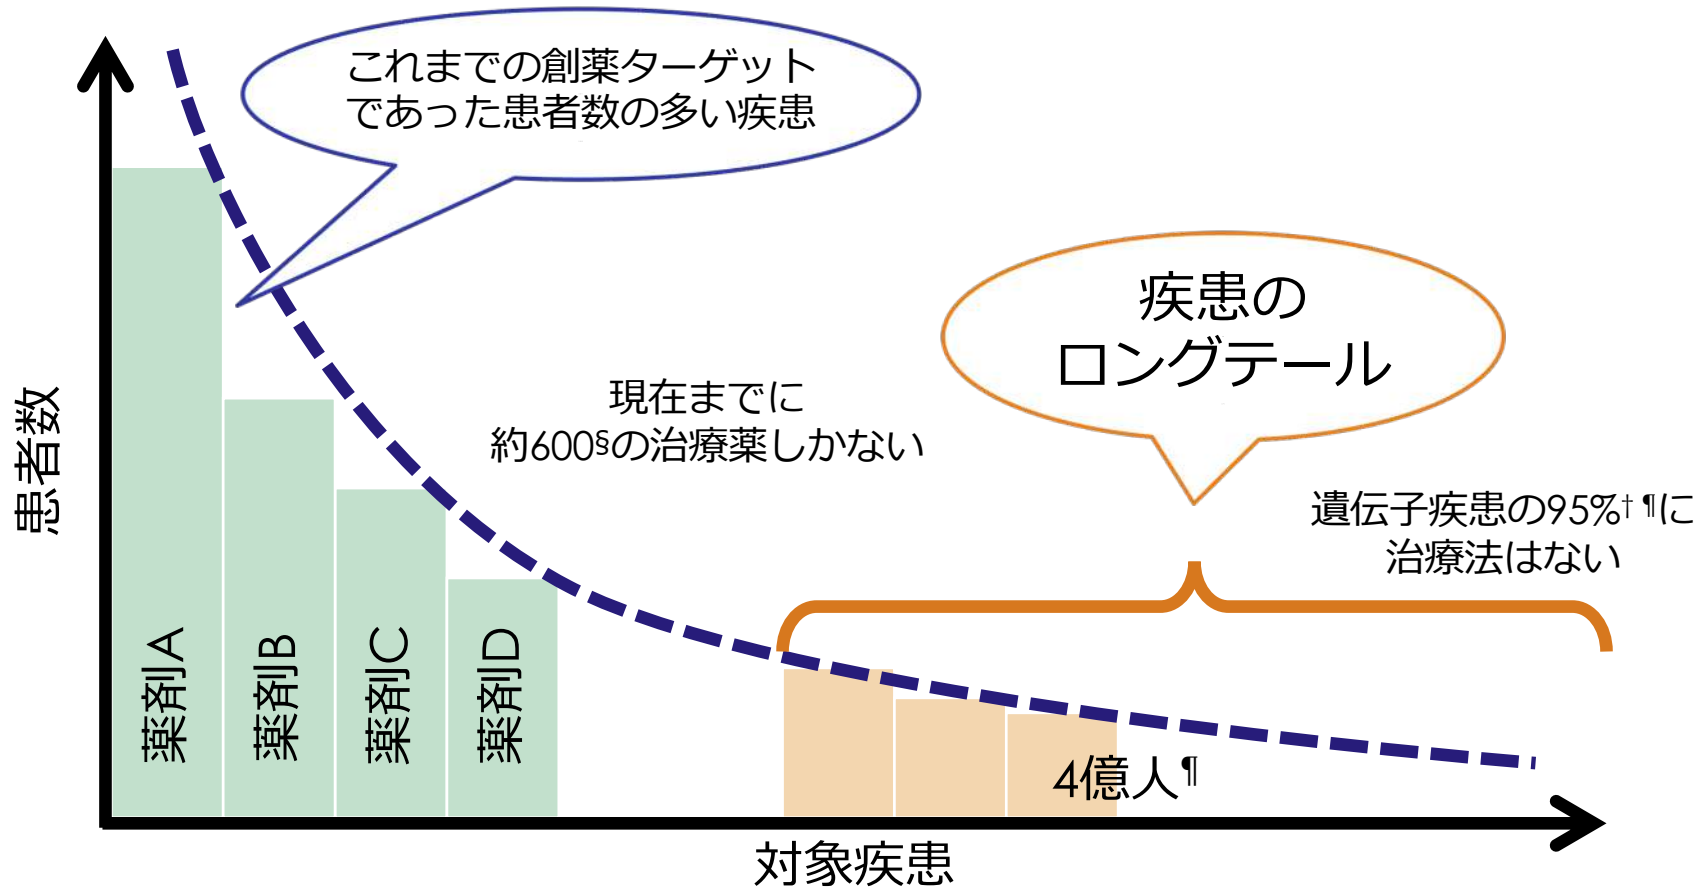 これまでの創薬ターゲット
であった患者数の多い疾患
疾患の
ロングテール
現在までに
約600§の治療薬しかない
遺伝子疾患の95%† ¶に
治療法はない
患者数
薬剤A
薬剤B
薬剤C
薬剤D
4億人¶
対象疾患